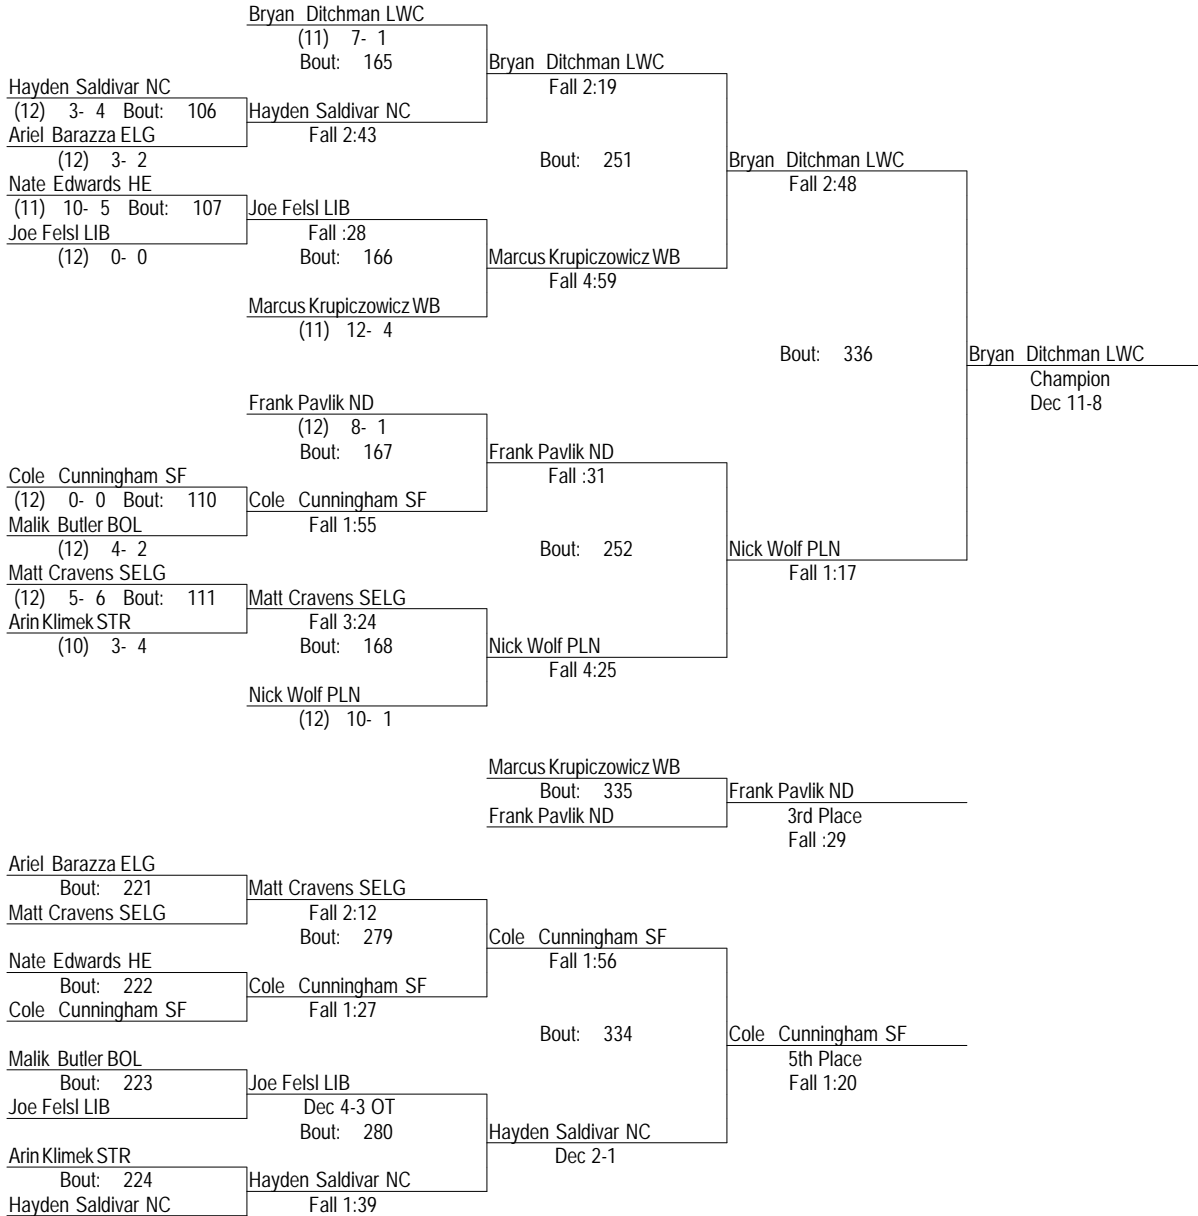 Bryan Ditchman LWC
(11) 7- 1
Bout: 165
Bryan Ditchman LWC
Fall 2:19
Hayden Saldivar NC
(12) 3- 4 Bout: 106
Hayden Saldivar NC
Fall 2:43
Ariel Barazza ELG
(12) 3- 2
Bout: 251
Bryan Ditchman LWC
Fall 2:48
Nate Edwards HE
(11) 10- 5 Bout: 107
Joe Felsl LIB
Fall :28
Joe Felsl LIB
(12) 0- 0
Bout: 166
Marcus Krupiczowicz WB
Fall 4:59
Marcus Krupiczowicz WB
(11) 12- 4
Bout: 336
Bryan Ditchman LWC
Champion
Dec 11-8
Frank Pavlik ND
(12) 8- 1
Bout: 167
Frank Pavlik ND
Fall :31
Cole Cunningham SF
(12) 0- 0 Bout: 110
Cole Cunningham SF
Fall 1:55
Malik Butler BOL
(12) 4- 2
Bout: 252
Nick Wolf PLN
Fall 1:17
Matt Cravens SELG
(12) 5- 6 Bout: 111
Matt Cravens SELG
Fall 3:24
Arin Klimek STR
(10) 3- 4
Bout: 168
Nick Wolf PLN
Fall 4:25
Nick Wolf PLN
(12) 10- 1
Marcus Krupiczowicz WB
Bout: 335
Frank Pavlik ND
Frank Pavlik ND
3rd Place
Fall :29
Ariel Barazza ELG
Bout: 221
Matt Cravens SELG
Matt Cravens SELG
Fall 2:12
Bout: 279
Cole Cunningham SF
Fall 1:56
Nate Edwards HE
Bout: 222
Cole Cunningham SF
Cole Cunningham SF
Fall 1:27
Bout: 334
Cole Cunningham SF
5th Place
Fall 1:20
Malik Butler BOL
Bout: 223
Joe Felsl LIB
Joe Felsl LIB
Dec 4-3 OT
Bout: 280
Hayden Saldivar NC
Dec 2-1
Arin Klimek STR
Bout: 224
Hayden Saldivar NC
Hayden Saldivar NC
Fall 1:39